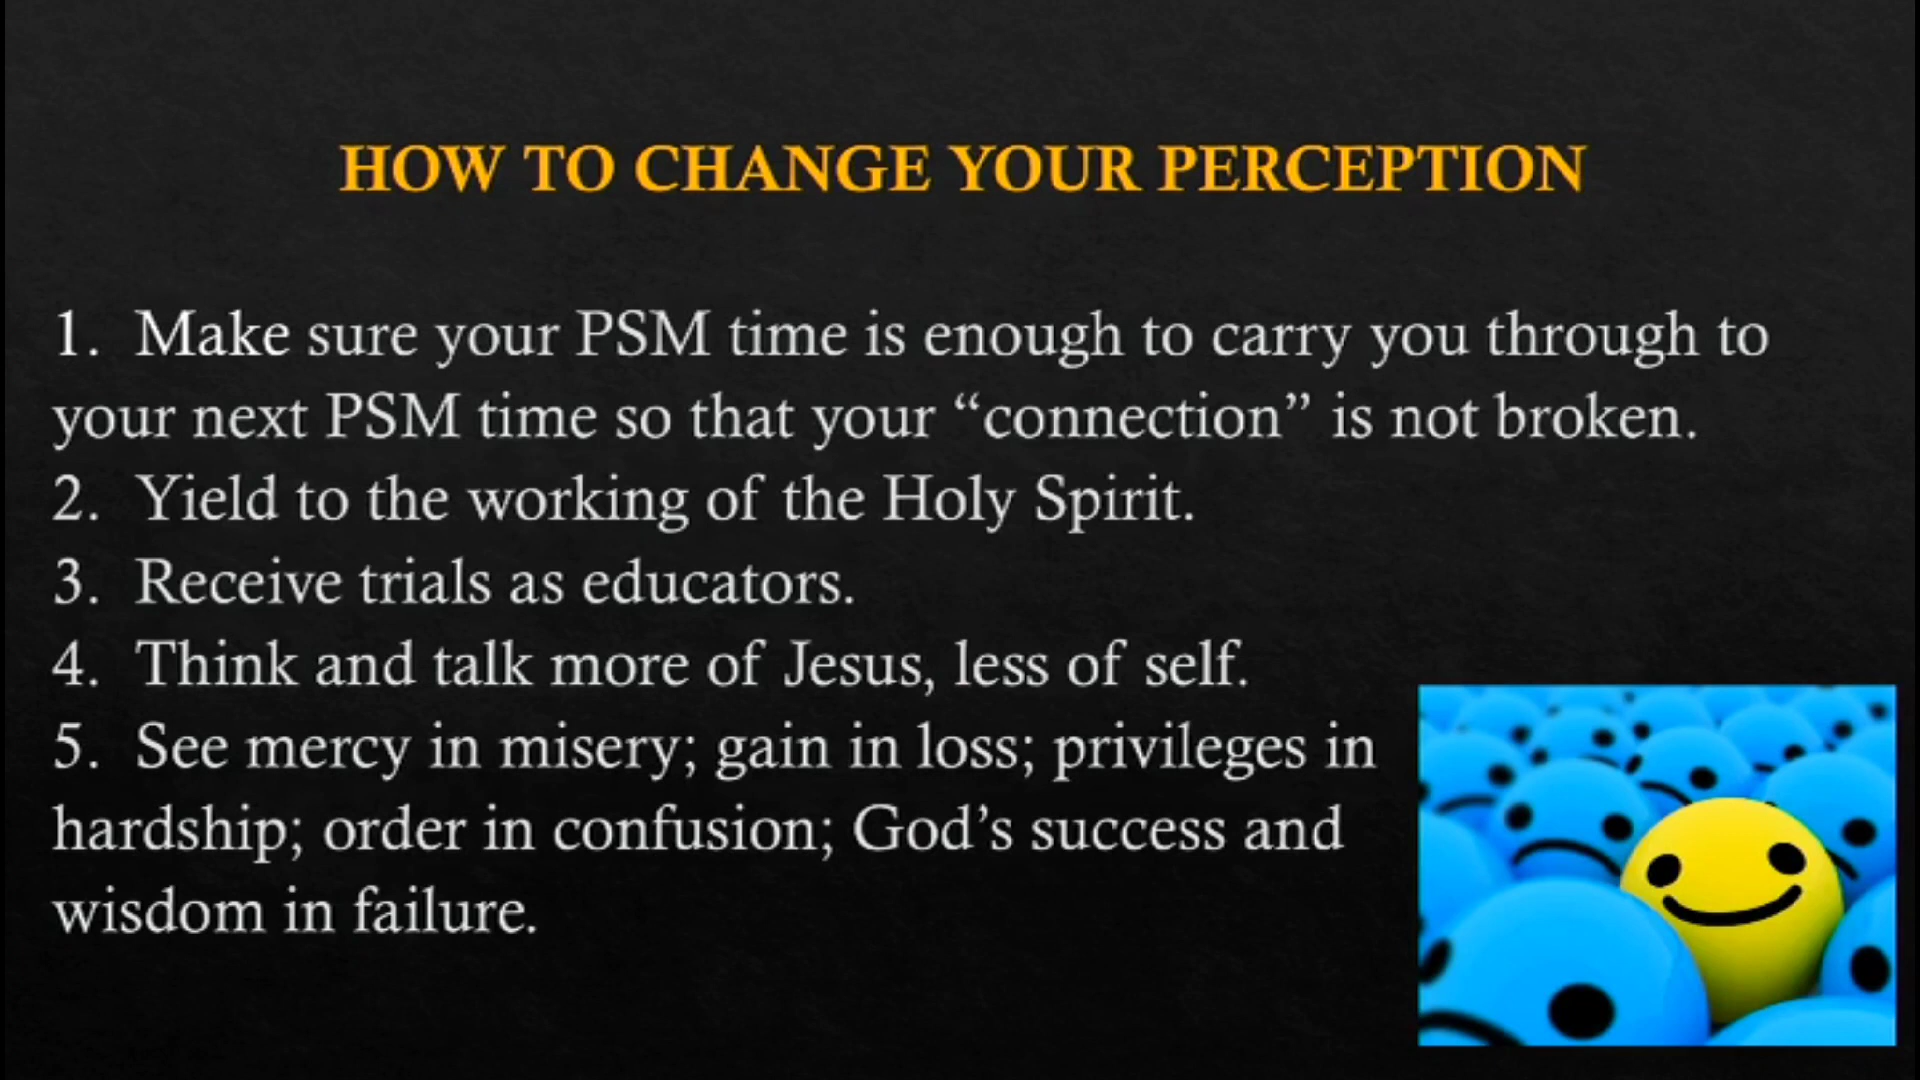 HOW TO CHANGE YOUR PERCEPTION
1. Make sure your PSM time is enough to carry you through to
your next PSM time so that your “connection” is not broken.
2. Yield to the working of the Holy Spirit.
3. Receive trials as educators.
4. Think and talk more of Jesus, less of self.
5. See mercy in misery; gain in loss; privileges in
hardship; order in confusion; God’s success and
wisdom in failure.